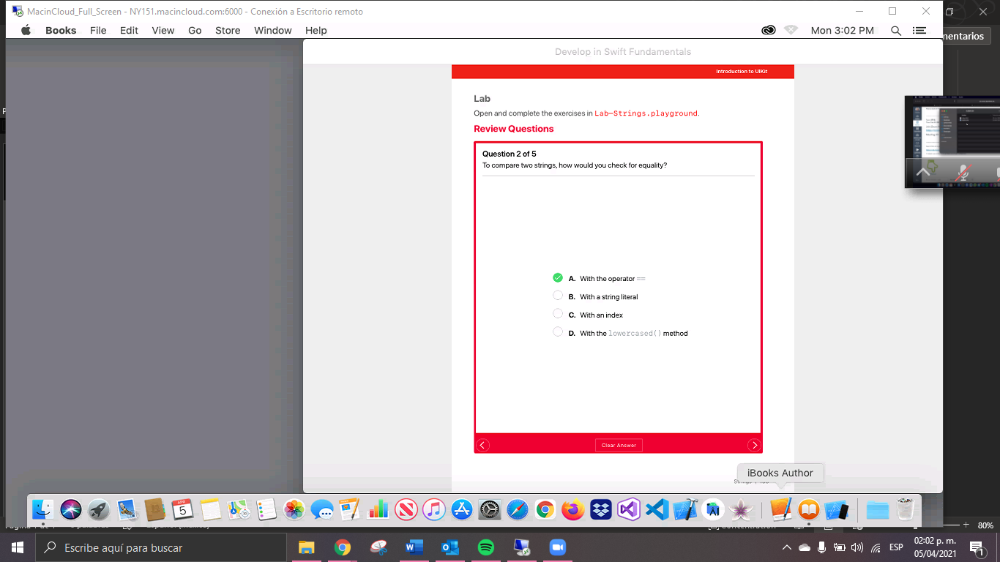 MacinCloud_Full_Screen - NY151.macincloud.com:6000 - Conexión a Escritorio remoto
Books File Edit View Go Store Window Help
Mon 3:02 PM
mentarios
Develop in Swift Fundamentals
Introduction to UIKit
Lab
Open and complete the exercises in Lab—Strings.playground.
Review Questions
Question 2 of 5
To compare two strings, how would you check for equality?
A. With the operator ==
B. With a string literal
C. With an index
D. With the lowercased() method
Clear Answer
iBooks Author
APR
5
80%
Escribe aquí para buscar
ESP
02:02 p. m.
05/04/2021
1